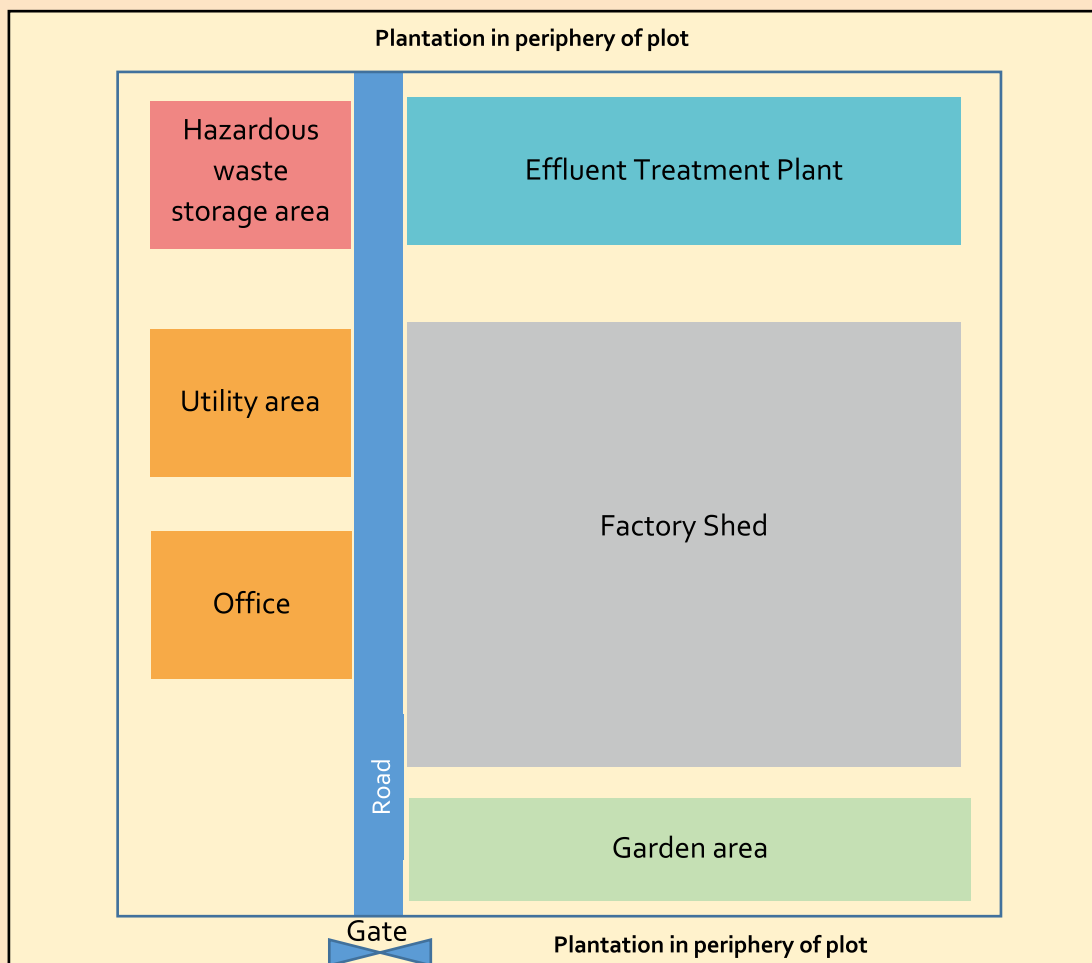 Plantation in periphery of plot
Hazardous
waste
storage area
Effluent Treatment Plant
Utility area
Factory Shed
Office
Road
Garden area
Gate
Plantation in periphery of plot